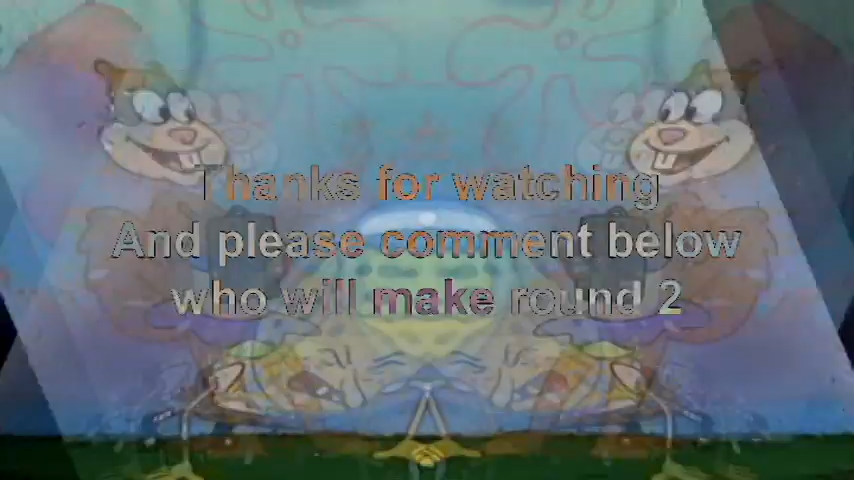 Thanks for watching
And please comment below
who will make round 2